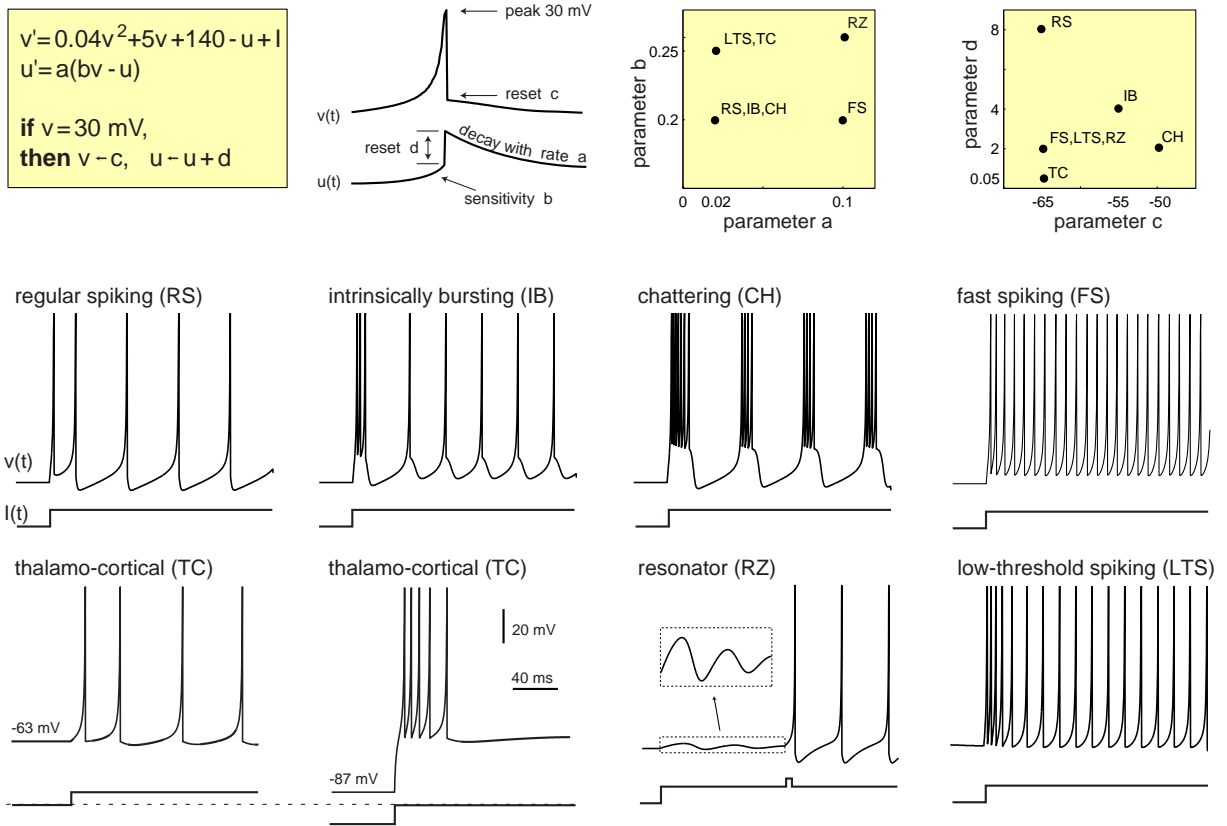 v'= 0.04v²+5v+140 - u+I
u'= a(bv - u)
if v = 30 mV,
then v ← c, u ← u + d
peak 30 mV
reset c
v(t)
reset d
decay with rate a
u(t)
sensitivity b
parameter b
0.25
0.2
LTS,TC
RZ
RS,IB,CH
FS
0
0.02
0.1
parameter a
parameter d
8
4
2
0.05
RS
IB
FS,LTS,RZ
CH
TC
-65
-55
-50
parameter c
regular spiking (RS)
intrinsically bursting (IB)
chattering (CH)
fast spiking (FS)
v(t)
I(t)
thalamo-cortical (TC)
thalamo-cortical (TC)
resonator (RZ)
low-threshold spiking (LTS)
-63 mV
-87 mV
20 mV
40 ms